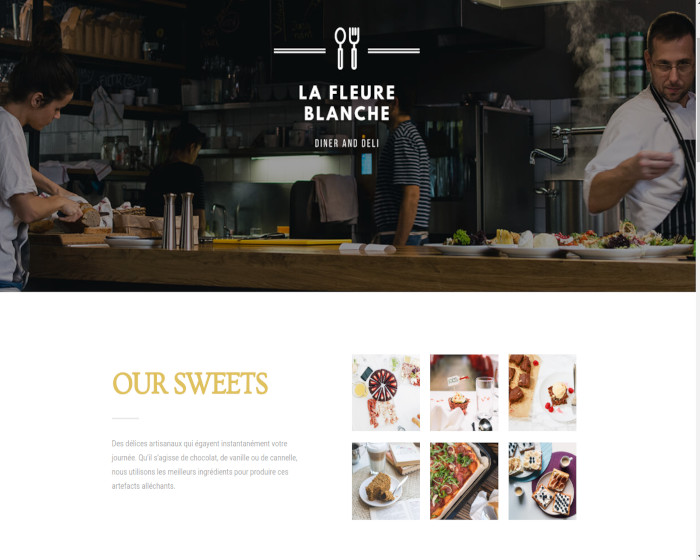 LA FLEURE
BLANCHE
DINER AND DELI
OUR SWEETS
Des délices artisanaux qui égayent instantanément votre
journée. Qu'il s'agisse de chocolat, de vanille ou de cannelle,
nous utilisons les meilleurs ingrédients pour produire ces
artefacts alléchants.